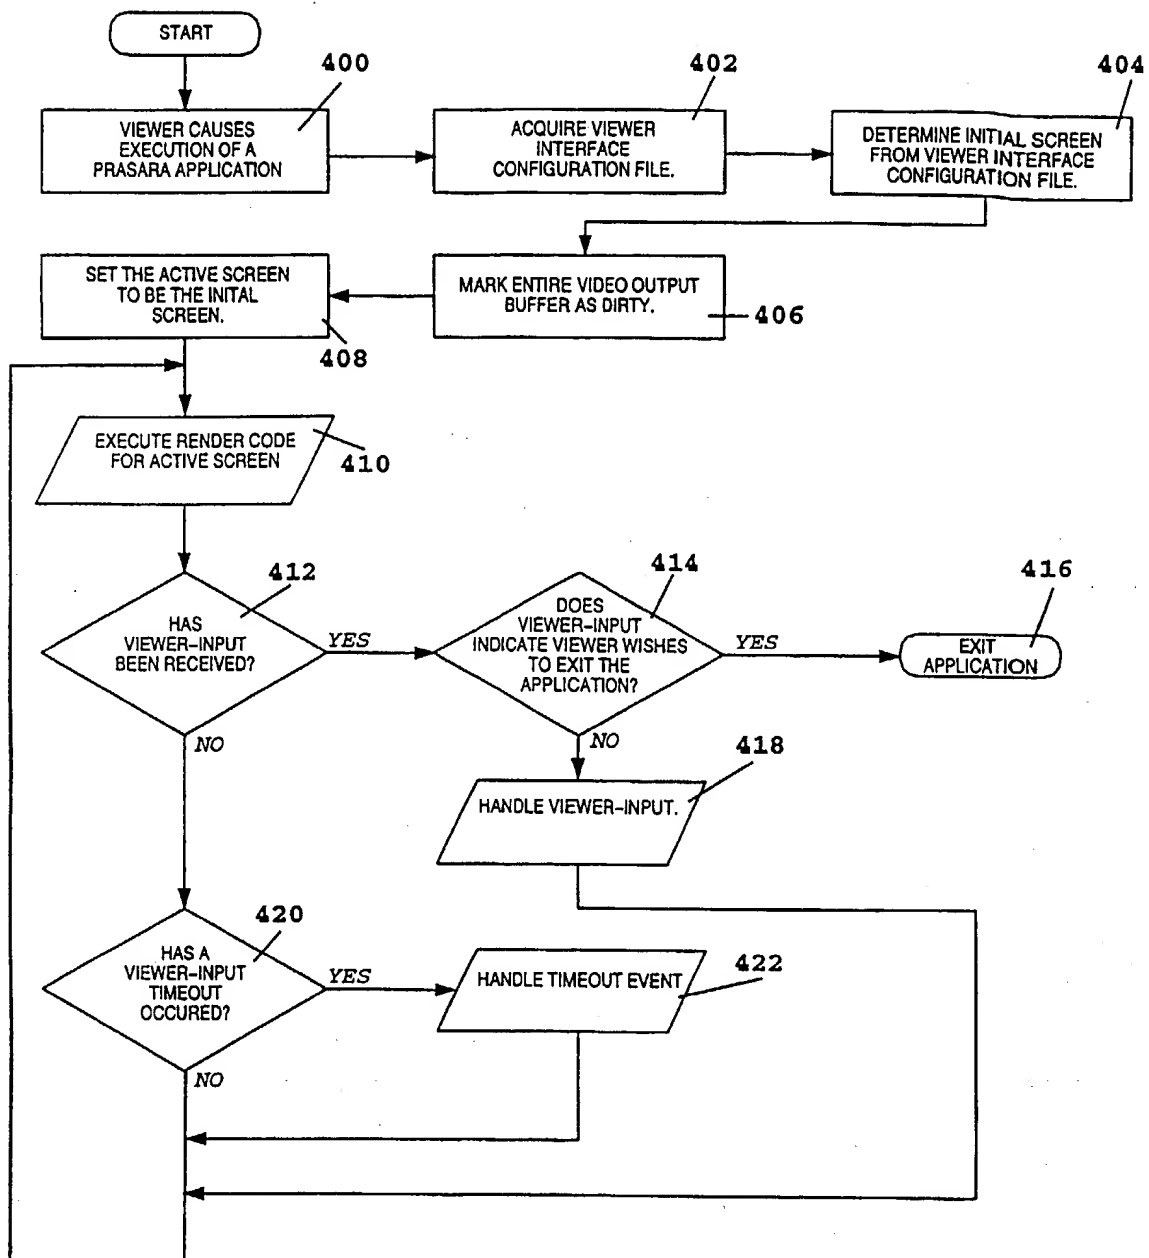 START
400
402
404
VIEWER CAUSES
EXECUTION OF A
PRASARA APPLICATION
ACQUIRE VIEWER
INTERFACE
CONFIGURATION FILE.
DETERMINE INITIAL SCREEN
FROM VIEWER INTERFACE
CONFIGURATION FILE.
SET THE ACTIVE SCREEN
TO BE THE INITAL
SCREEN.
408
MARK ENTIRE VIDEO OUTPUT
BUFFER AS DIRTY.
406
EXECUTE RENDER CODE
FOR ACTIVE SCREEN
410
412
HAS
VIEWER-INPUT
BEEN RECEIVED?
YES
NO
414
DOES
VIEWER-INPUT
INDICATE VIEWER WISHES
TO EXIT THE
APPLICATION?
YES
NO
416
EXIT
APPLICATION
418
HANDLE VIEWER-INPUT.
420
HAS A
VIEWER-INPUT
TIMEOUT
OCCURED?
YES
NO
HANDLE TIMEOUT EVENT
422